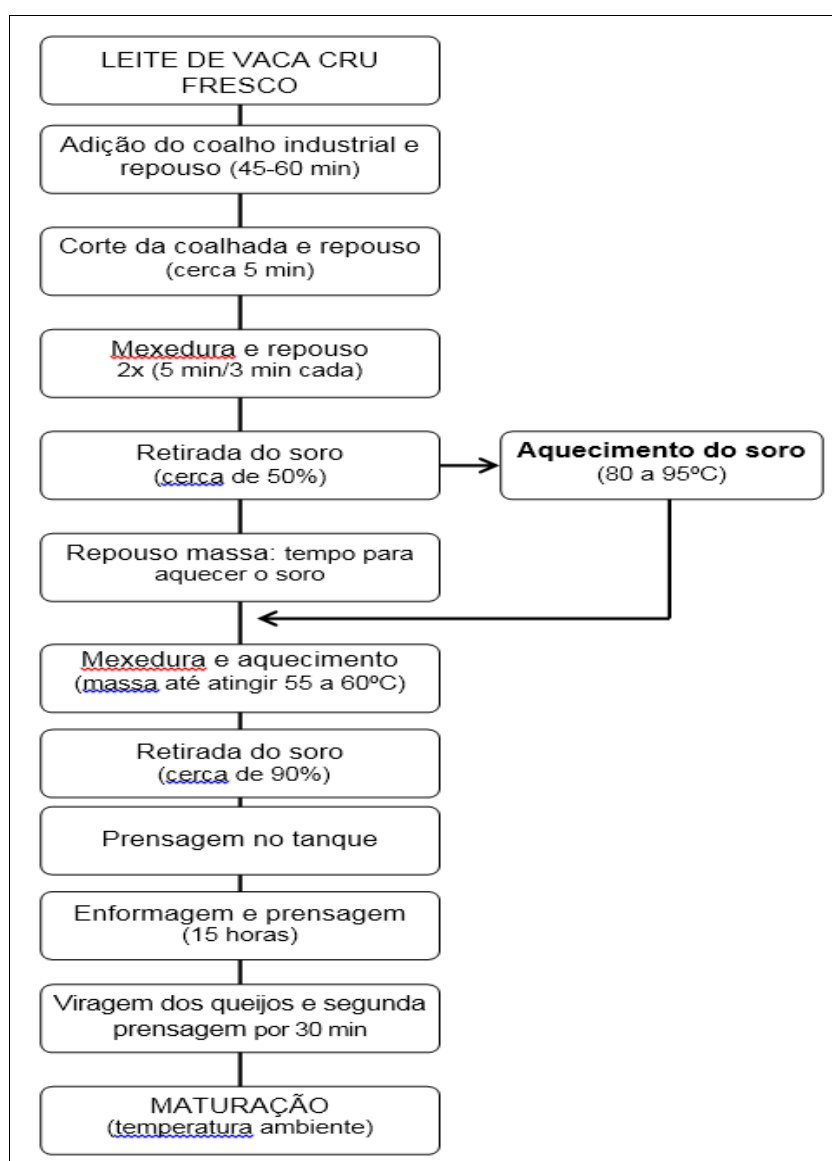 LEITE DE VACA CRU
FRESCO
Adição do coalho industrial e
repouso (45-60 min)
Corte da coalhada e repouso
(cerca 5 min)
Mexedura e repouso
2x (5 min/3 min cada)
Retirada do soro
(cerca de 50%)
Aquecimento do soro
(80 a 95ºC)
Repouso massa: tempo para
aquecer o soro
Mexedura e aquecimento
(massa até atingir 55 a 60ºC)
Retirada do soro
(cerca de 90%)
Prensagem no tanque
Enformagem e prensagem
(15 horas)
Viragem dos queijos e segunda
prensagem por 30 min
MATURAÇÃO
(temperatura ambiente)